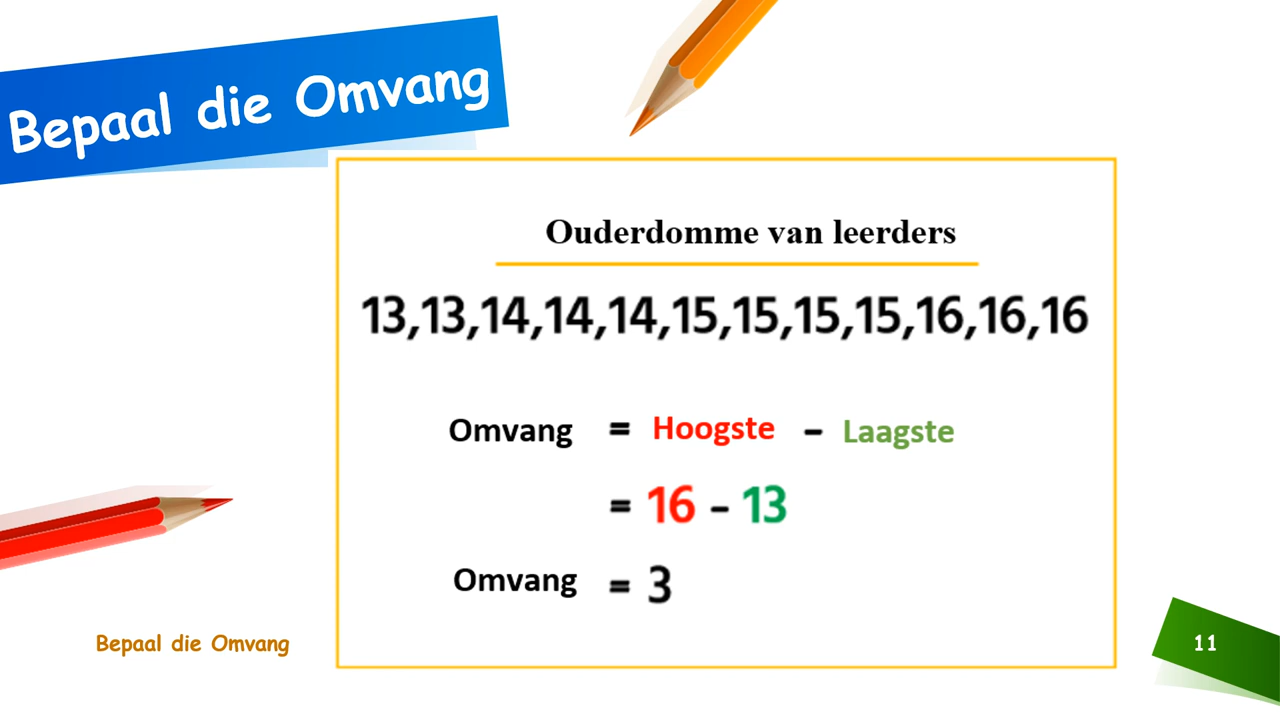 Bepaal die Omvang
Ouderdomme van leerders
13,13,14,14,14,15,15,15,15,16,16,16
Omvang = Hoogste - Laagste
= 16 - 13
Omvang = 3
Bepaal die Omvang
11